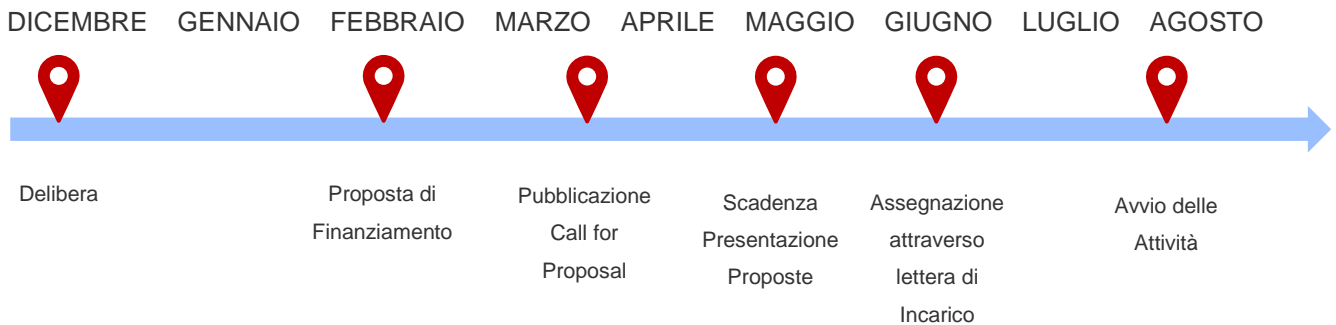 DICEMBRE GENNAIO FEBBRAIO MARZO APRILE MAGGIO GIUGNO LUGLIO AGOSTO
Delibera
Proposta di
Finanziamento
Pubblicazione
Call for
Proposal
Scadenza
Presentazione
Proposte
Assegnazione
attraverso
lettera di
Incarico
Avvio delle
Attività